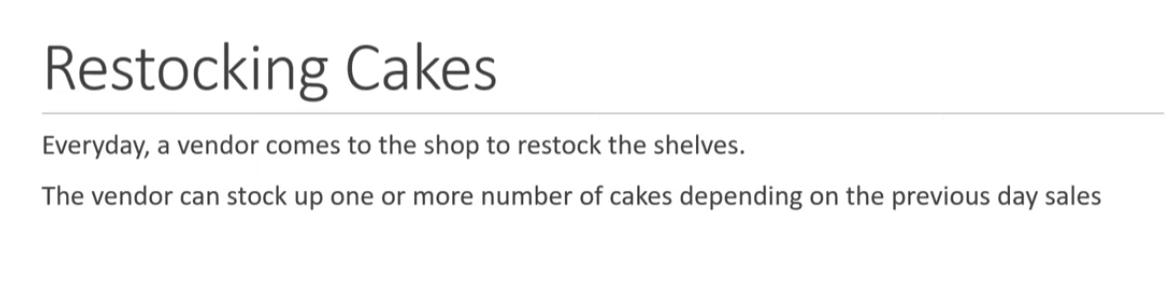 Restocking Cakes
Everyday, a vendor comes to the shop to restock the shelves.
The vendor can stock up one or more number of cakes depending on the previous day sales